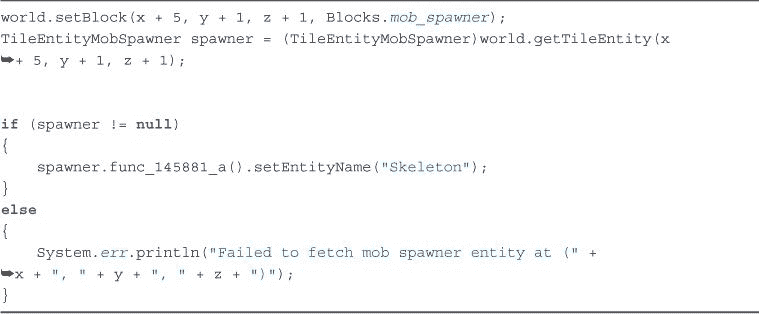 world.setBlock(x + 5, y + 1, z + 1, Blocks.mob_spawner);
TileEntityMobSpawner spawner = (TileEntityMobSpawner)world.getTileEntity(x
➥+ 5, y + 1, z + 1);
if (spawner != null)
{
    spawner.func_145881_a().setEntityName("Skeleton");
}
else
{
    System.err.println("Failed to fetch mob spawner entity at (" +
➥x + ", " + y + ", " + z + ")");
}